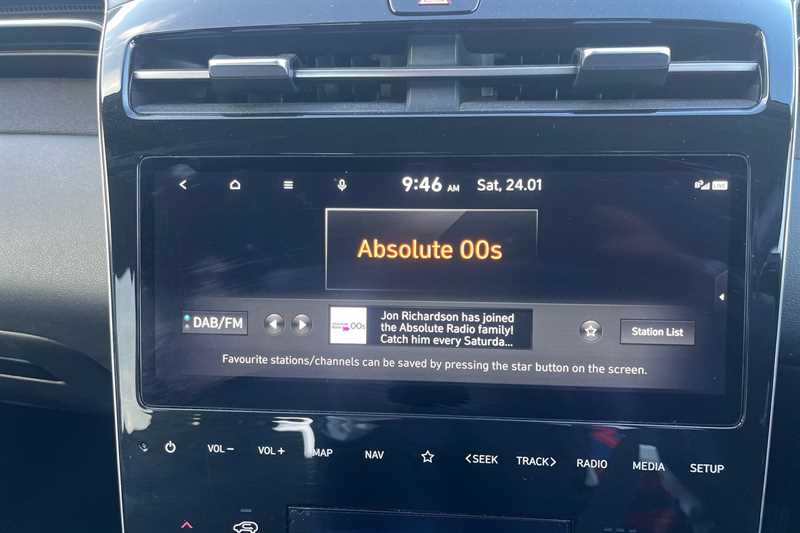 9:46 AM Sat, 24.01
LIVE
Absolute 00s
DAB/FM
00s
Jon Richardson has joined
the Absolute Radio family!
Catch him every Saturda...
Station List
Favourite stations/channels can be saved by pressing the star button on the screen.
VOL− VOL+ MAP NAV <SEEK TRACK> RADIO MEDIA SETUP